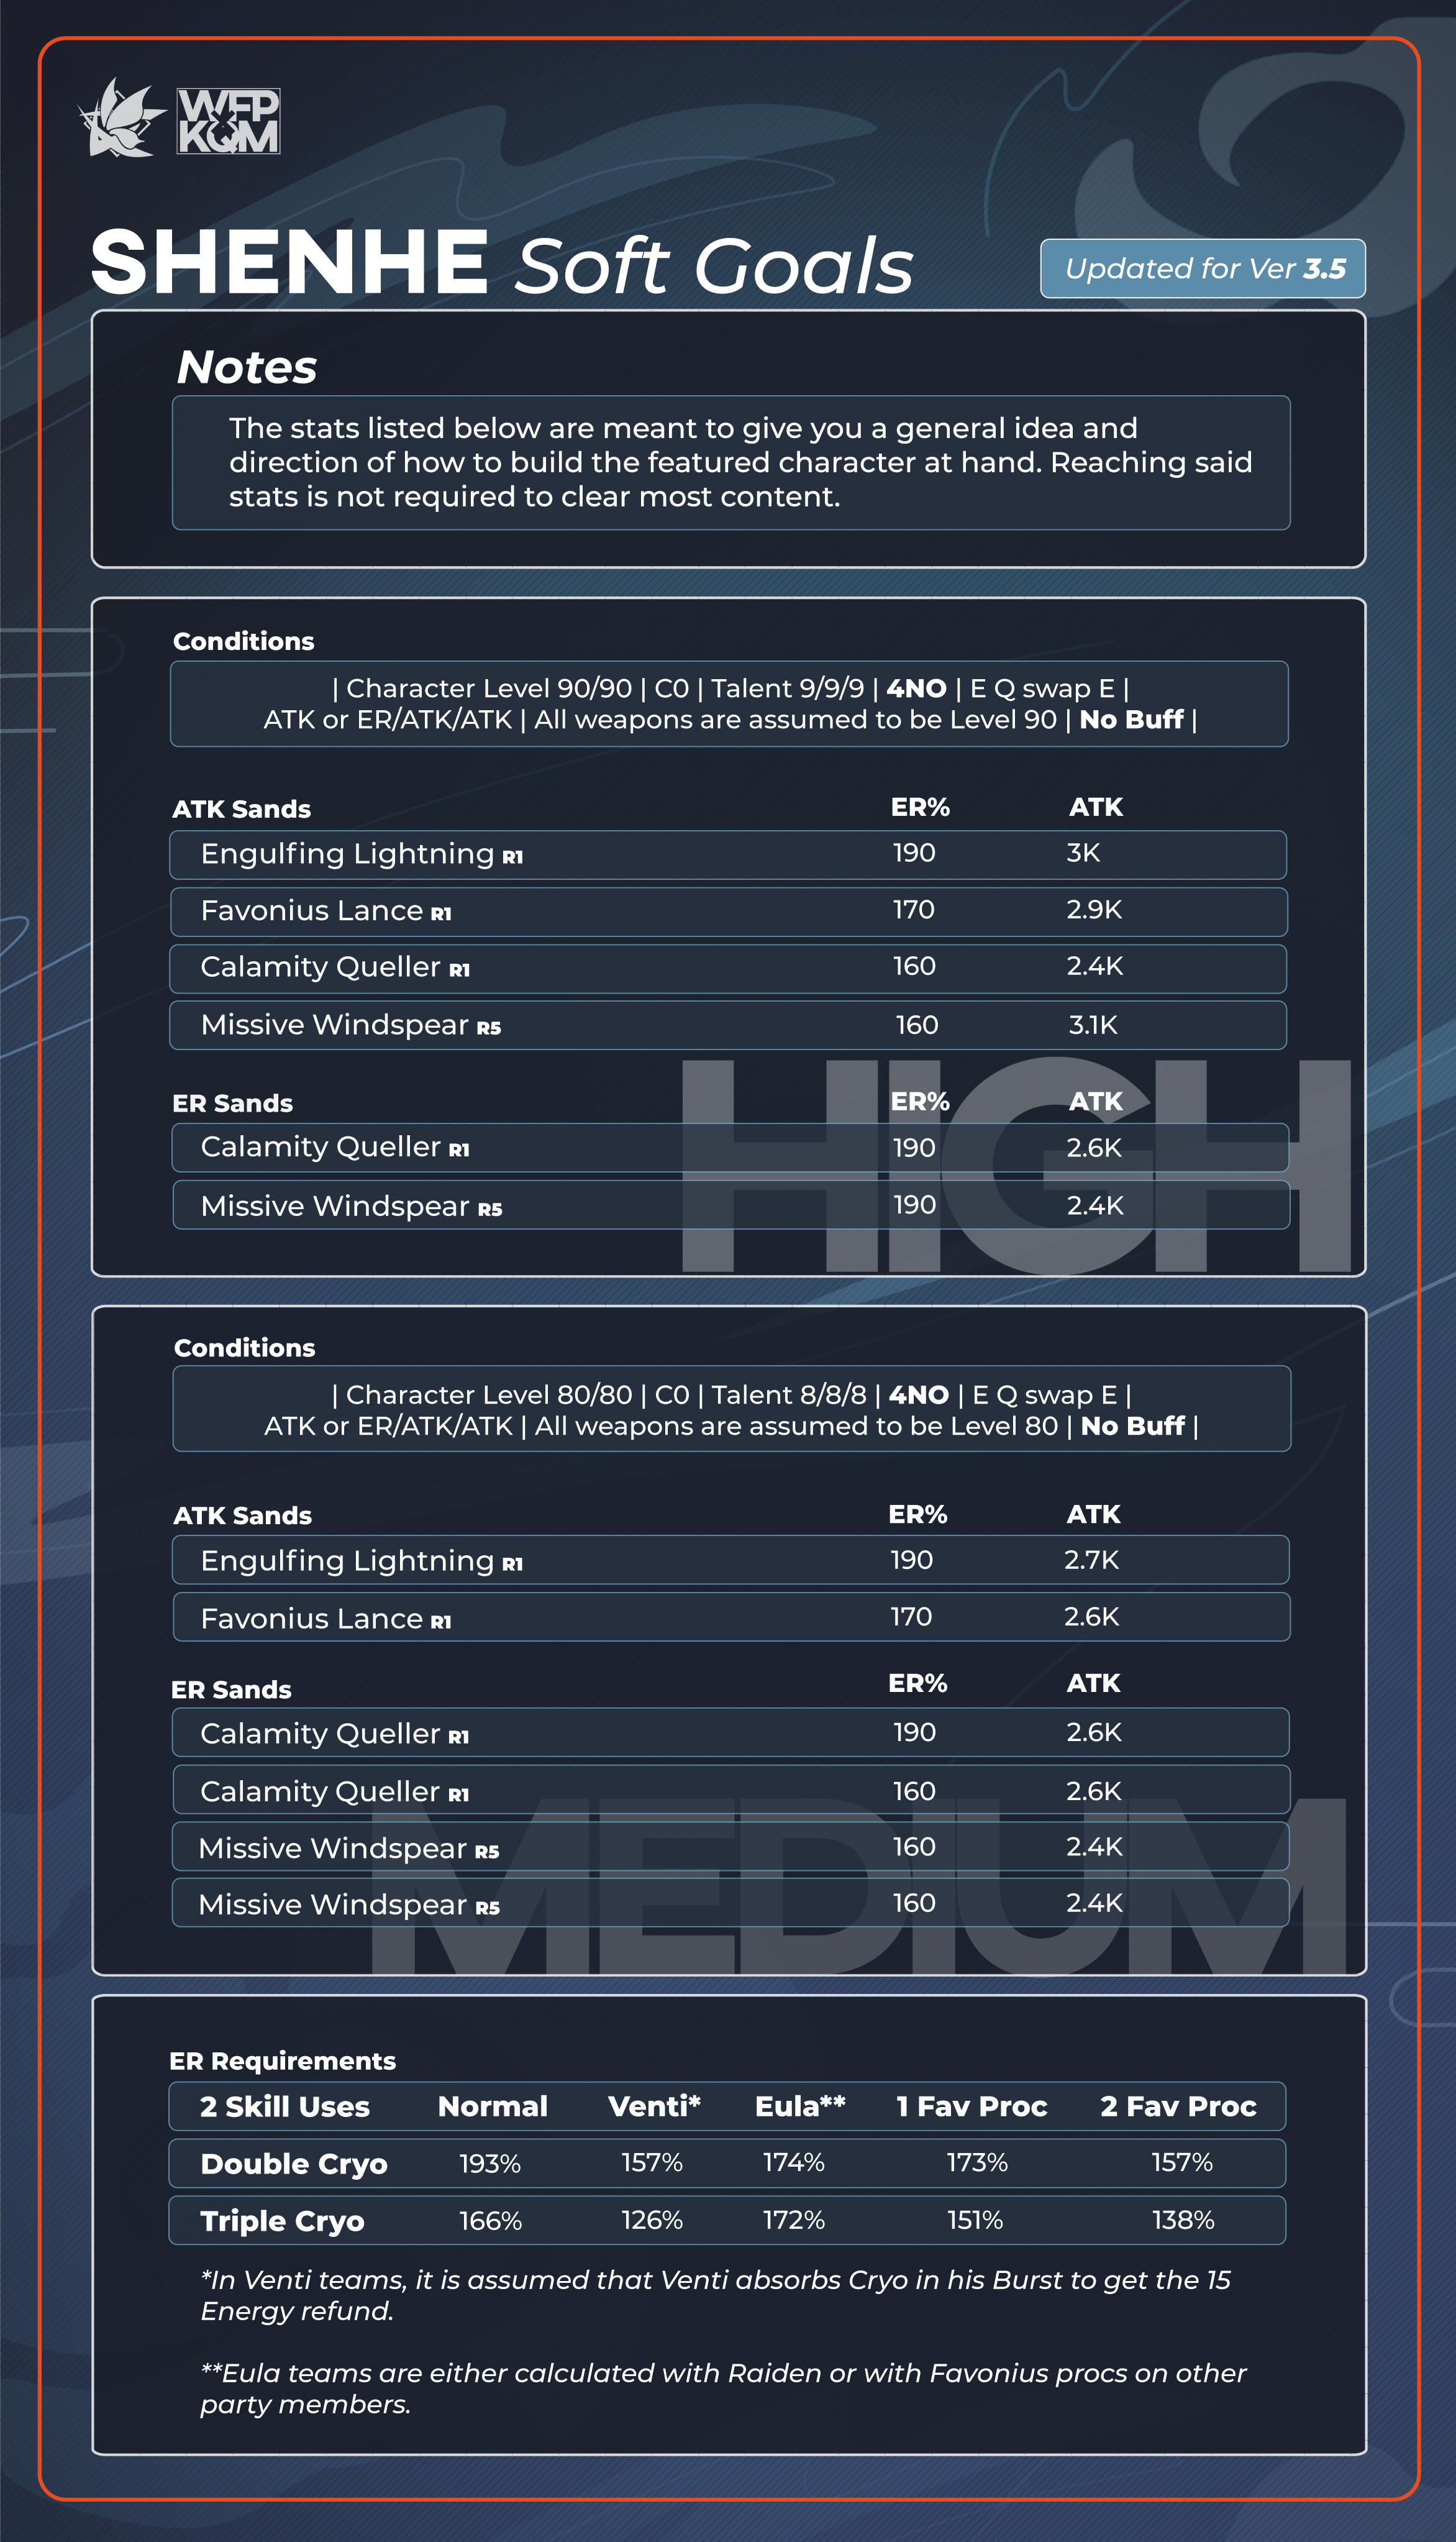 WFP
KQM
SHENHE Soft Goals
Updated for Ver 3.5
Notes
The stats listed below are meant to give you a general idea and
direction of how to build the featured character at hand. Reaching said
stats is not required to clear most content.
Conditions
| Character Level 90/90 | C0 | Talent 9/9/9 | 4NO | E Q swap E |
ATK or ER/ATK/ATK | All weapons are assumed to be Level 90 | No Buff |
ATK Sands ER% ATK
Engulfing Lightning R1 190 3K
Favonius Lance R1 170 2.9K
Calamity Queller R1 160 2.4K
Missive Windspear R5 160 3.1K
ER Sands ER% ATK
Calamity Queller R1 190 2.6K
Missive Windspear R5 190 2.4K
HIGH
Conditions
| Character Level 80/80 | C0 | Talent 8/8/8 | 4NO | E Q swap E |
ATK or ER/ATK/ATK | All weapons are assumed to be Level 80 | No Buff |
ATK Sands ER% ATK
Engulfing Lightning R1 190 2.7K
Favonius Lance R1 170 2.6K
ER Sands ER% ATK
Calamity Queller R1 190 2.6K
Calamity Queller R1 160 2.6K
Missive Windspear R5 160 2.4K
Missive Windspear R5 160 2.4K
MEDIUM
ER Requirements
2 Skill Uses Normal Venti* Eula** 1 Fav Proc 2 Fav Proc
Double Cryo 193% 157% 174% 173% 157%
Triple Cryo 166% 126% 172% 151% 138%
*In Venti teams, it is assumed that Venti absorbs Cryo in his Burst to get the 15
Energy refund.
**Eula teams are either calculated with Raiden or with Favonius procs on other
party members.